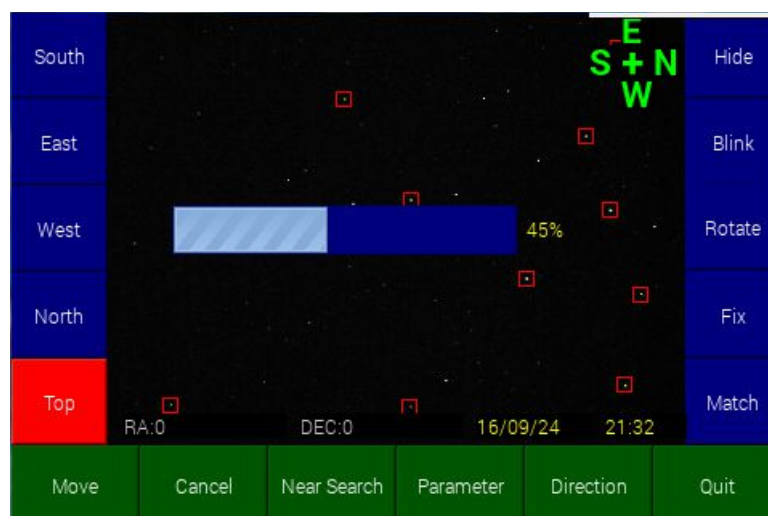 South
East
West
North
Top
E
S + N
W
45%
Hide
Blink
Rotate
Fix
Match
RA:0 DEC:0 16/09/24 21:32
Move Cancel Near Search Parameter Direction Quit